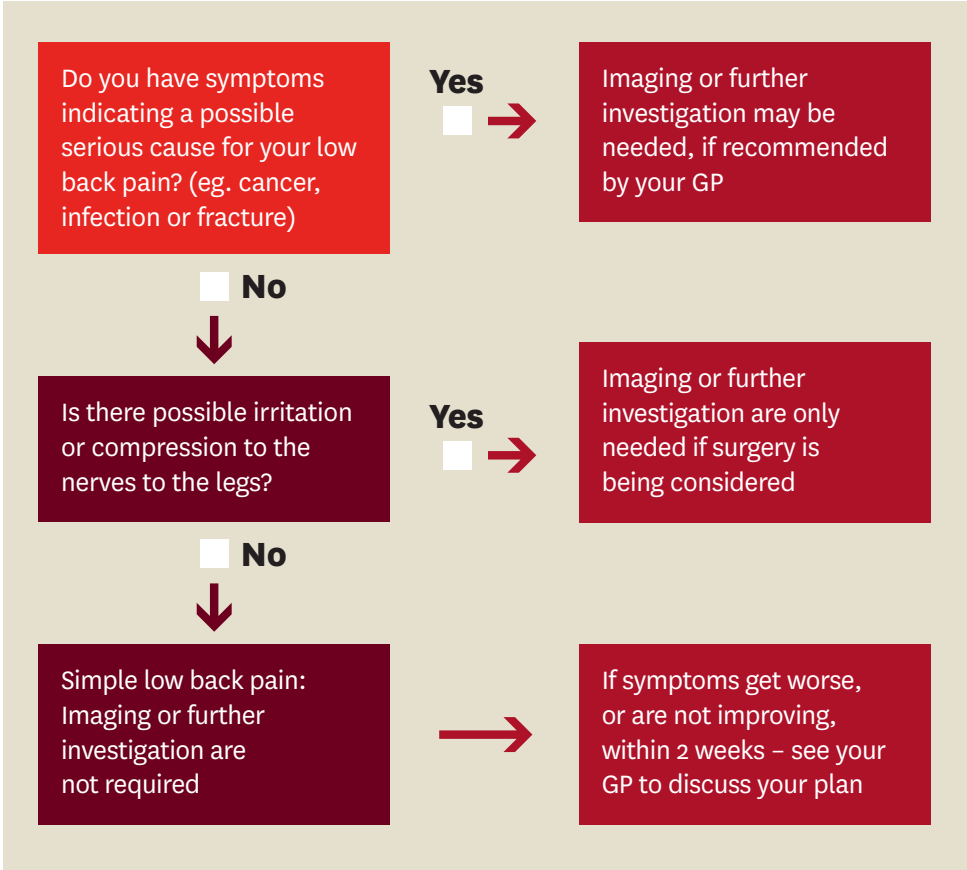 Do you have symptoms
indicating a possible
serious cause for your low
back pain? (eg. cancer,
infection or fracture)
Yes
Imaging or further
investigation may be
needed, if recommended
by your GP
No
Is there possible irritation
or compression to the
nerves to the legs?
Yes
Imaging or further
investigation are only
needed if surgery is
being considered
No
Simple low back pain:
Imaging or further
investigation are
not required
If symptoms get worse,
or are not improving,
within 2 weeks – see your
GP to discuss your plan